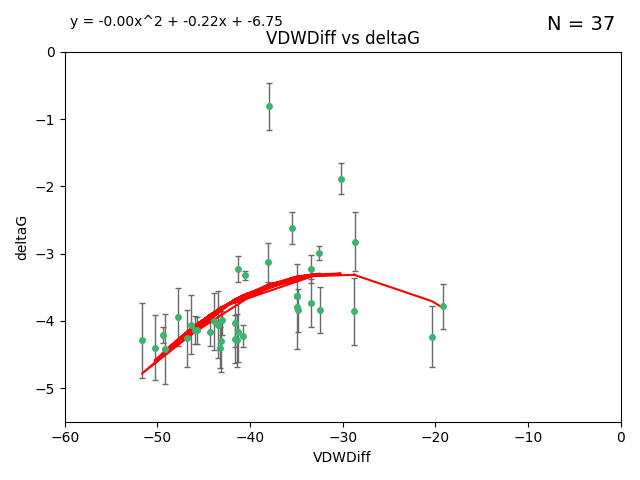 y = -0.00x^2 + -0.22x + -6.75
N = 37
VDWDiff vs deltaG
0
−1
−2
−3
−4
−5
deltaG
−60
−50
−40
−30
−20
−10
0
VDWDiff